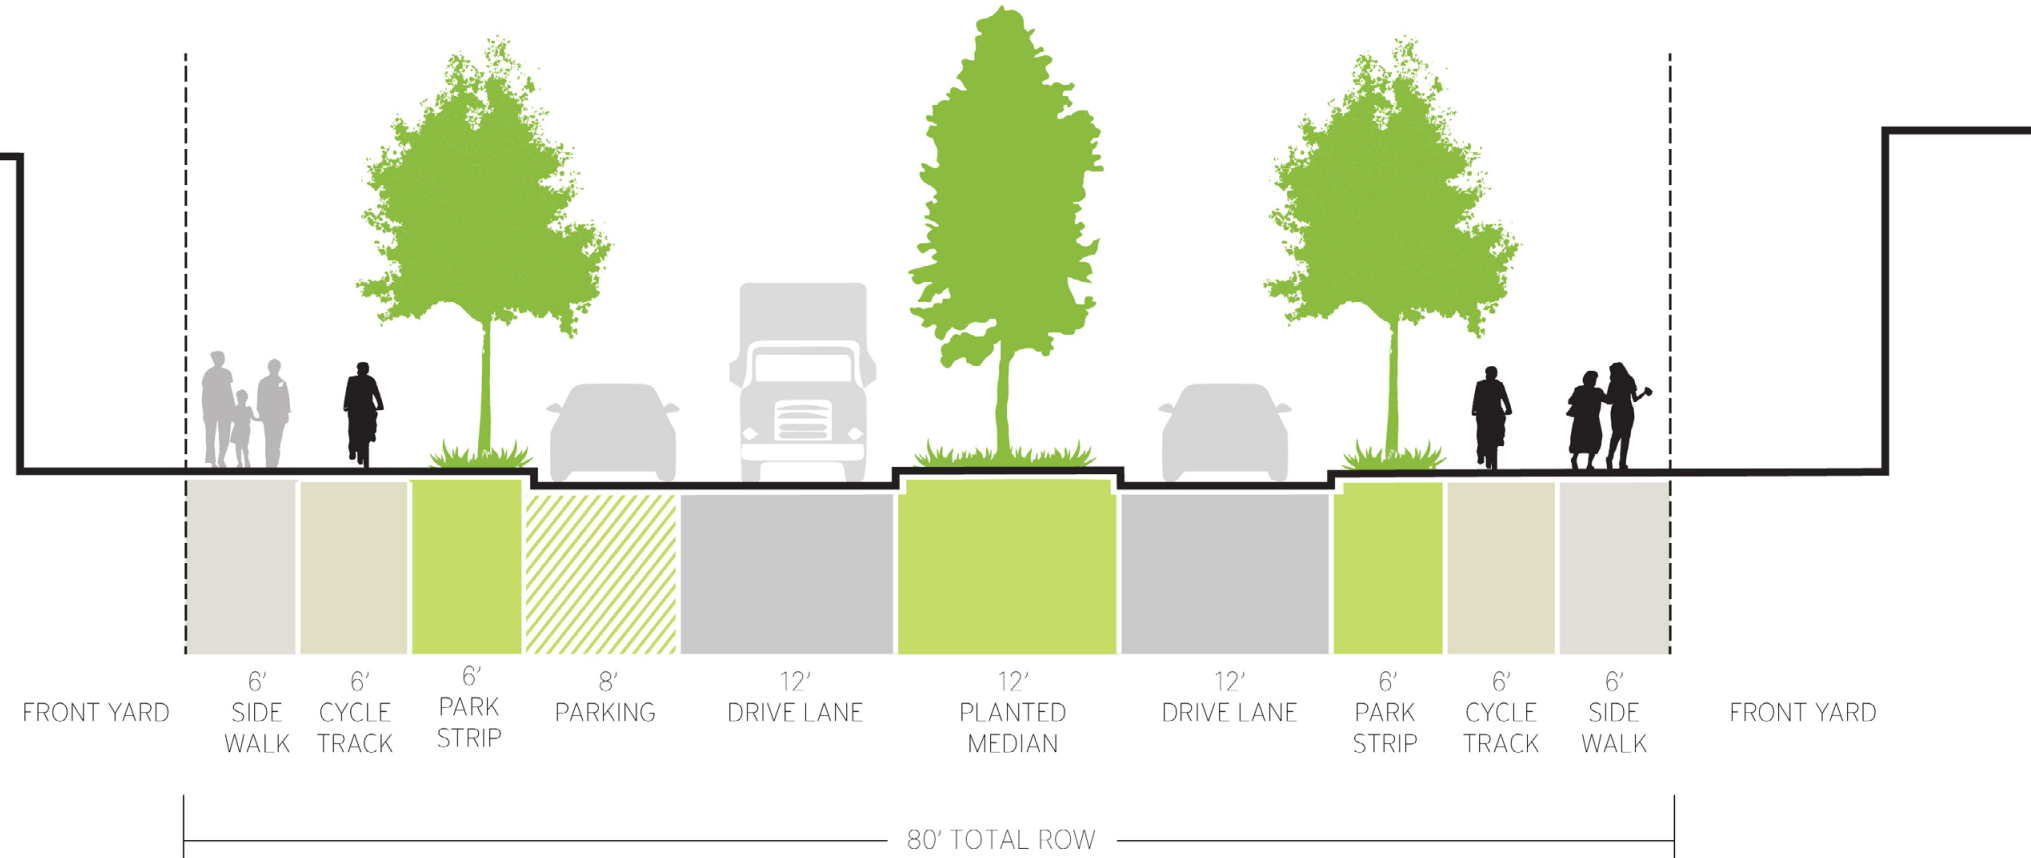 6’
6’
6’
8’
12’
12’
12’
6’
6’
6’
FRONT YARD
SIDE
WALK
CYCLE
TRACK
PARK
STRIP
PARKING
DRIVE LANE
PLANTED
MEDIAN
DRIVE LANE
PARK
STRIP
CYCLE
TRACK
SIDE
WALK
FRONT YARD
80’ TOTAL ROW